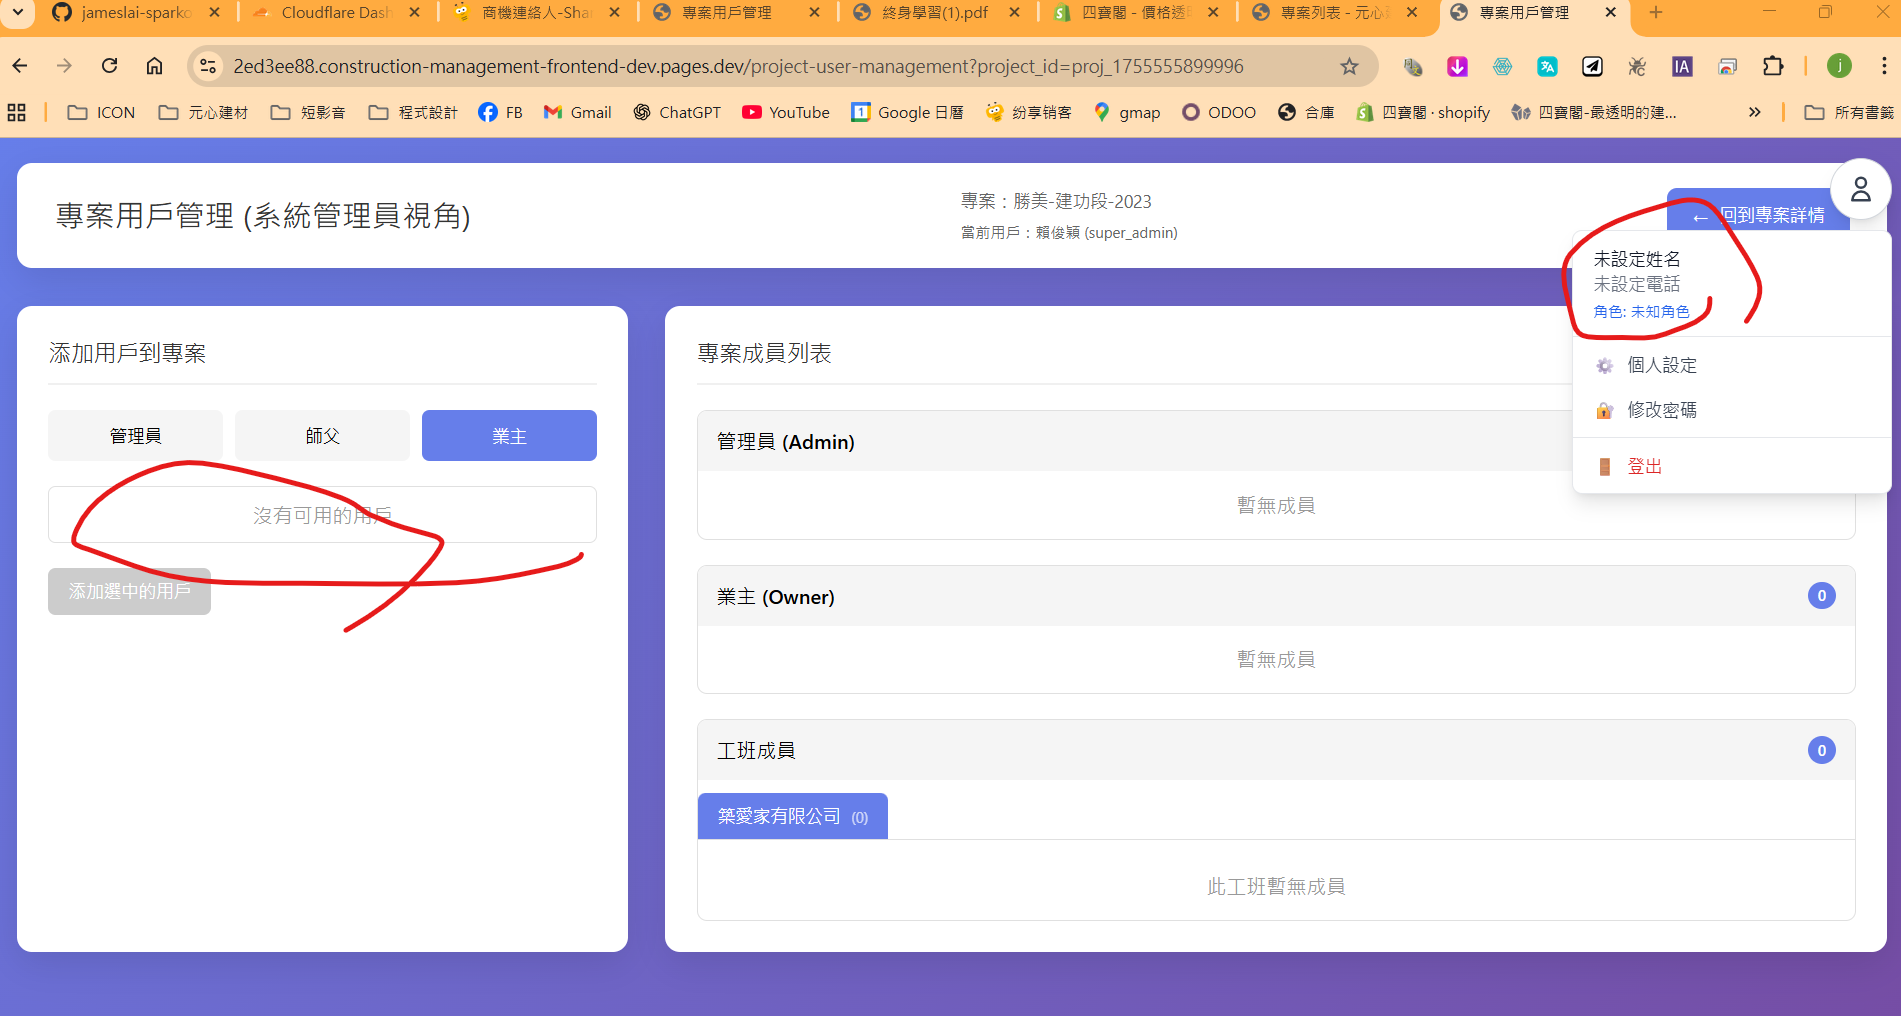 jameslai-sparko
Cloudflare Dash
商機連絡人-Shar
專案用戶管理
終身學習(1).pdf
四寶閣 - 價格透
專案列表 - 元心
專案用戶管理
2ed3ee88.construction-management-frontend-dev.pages.dev/project-user-management?project_id=proj_1755555899996
j
ICON
元心建材
短影音
程式設計
FB
Gmail
ChatGPT
YouTube
Google 日曆
纷享销客
gmap
ODOO
合庫
四寶閣 · shopify
四寶閣-最透明的建...
所有書籤
專案用戶管理 (系統管理員視角)
專案：勝美-建功段-2023
當前用戶：賴俊穎 (super_admin)
← 回到專案詳情
未設定姓名
未設定電話
角色: 未知角色
個人設定
修改密碼
登出
添加用戶到專案
管理員
師父
業主
沒有可用的用戶
添加選中的用戶
專案成員列表
管理員 (Admin)
暫無成員
業主 (Owner)
0
暫無成員
工班成員
0
築愛家有限公司 (0)
此工班暫無成員